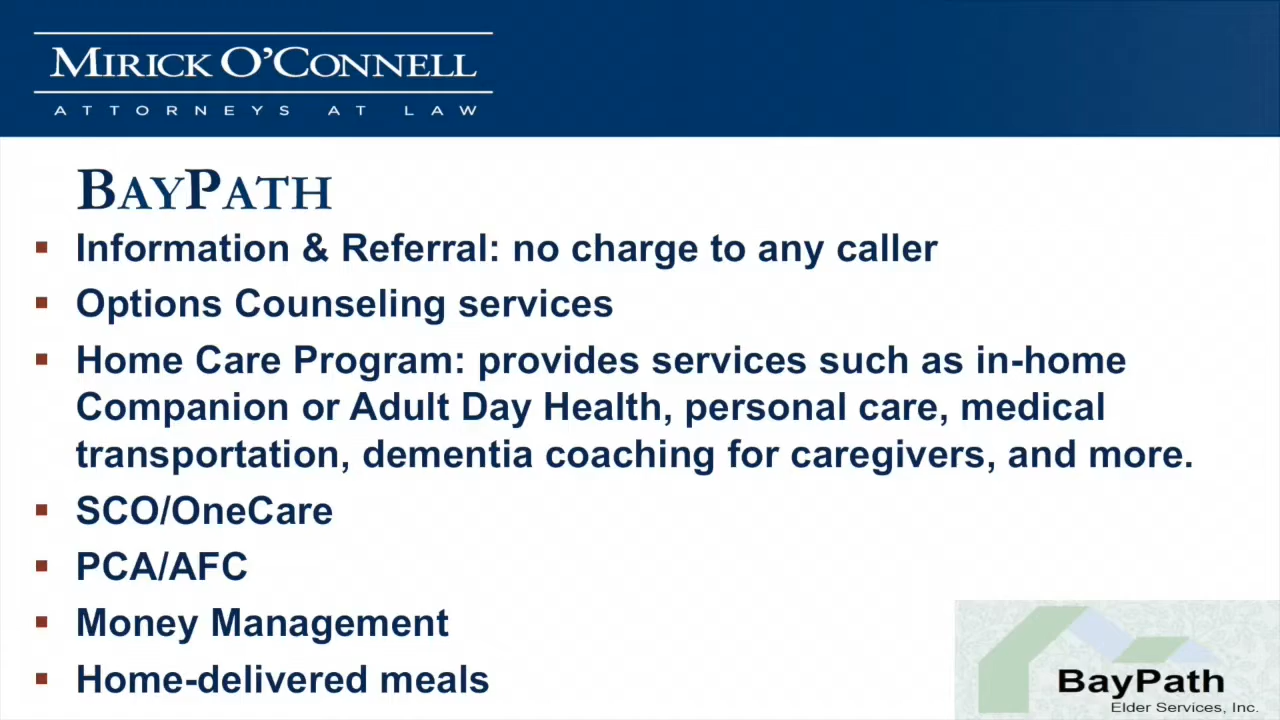 MIRICK O'CONNELL
ATTORNEYS AT LAW
BAYPATH
▪ Information & Referral: no charge to any caller
▪ Options Counseling services
▪ Home Care Program: provides services such as in-home
Companion or Adult Day Health, personal care, medical
transportation, dementia coaching for caregivers, and more.
▪ SCO/OneCare
▪ PCA/AFC
▪ Money Management
▪ Home-delivered meals
BayPath
Elder Services, Inc.